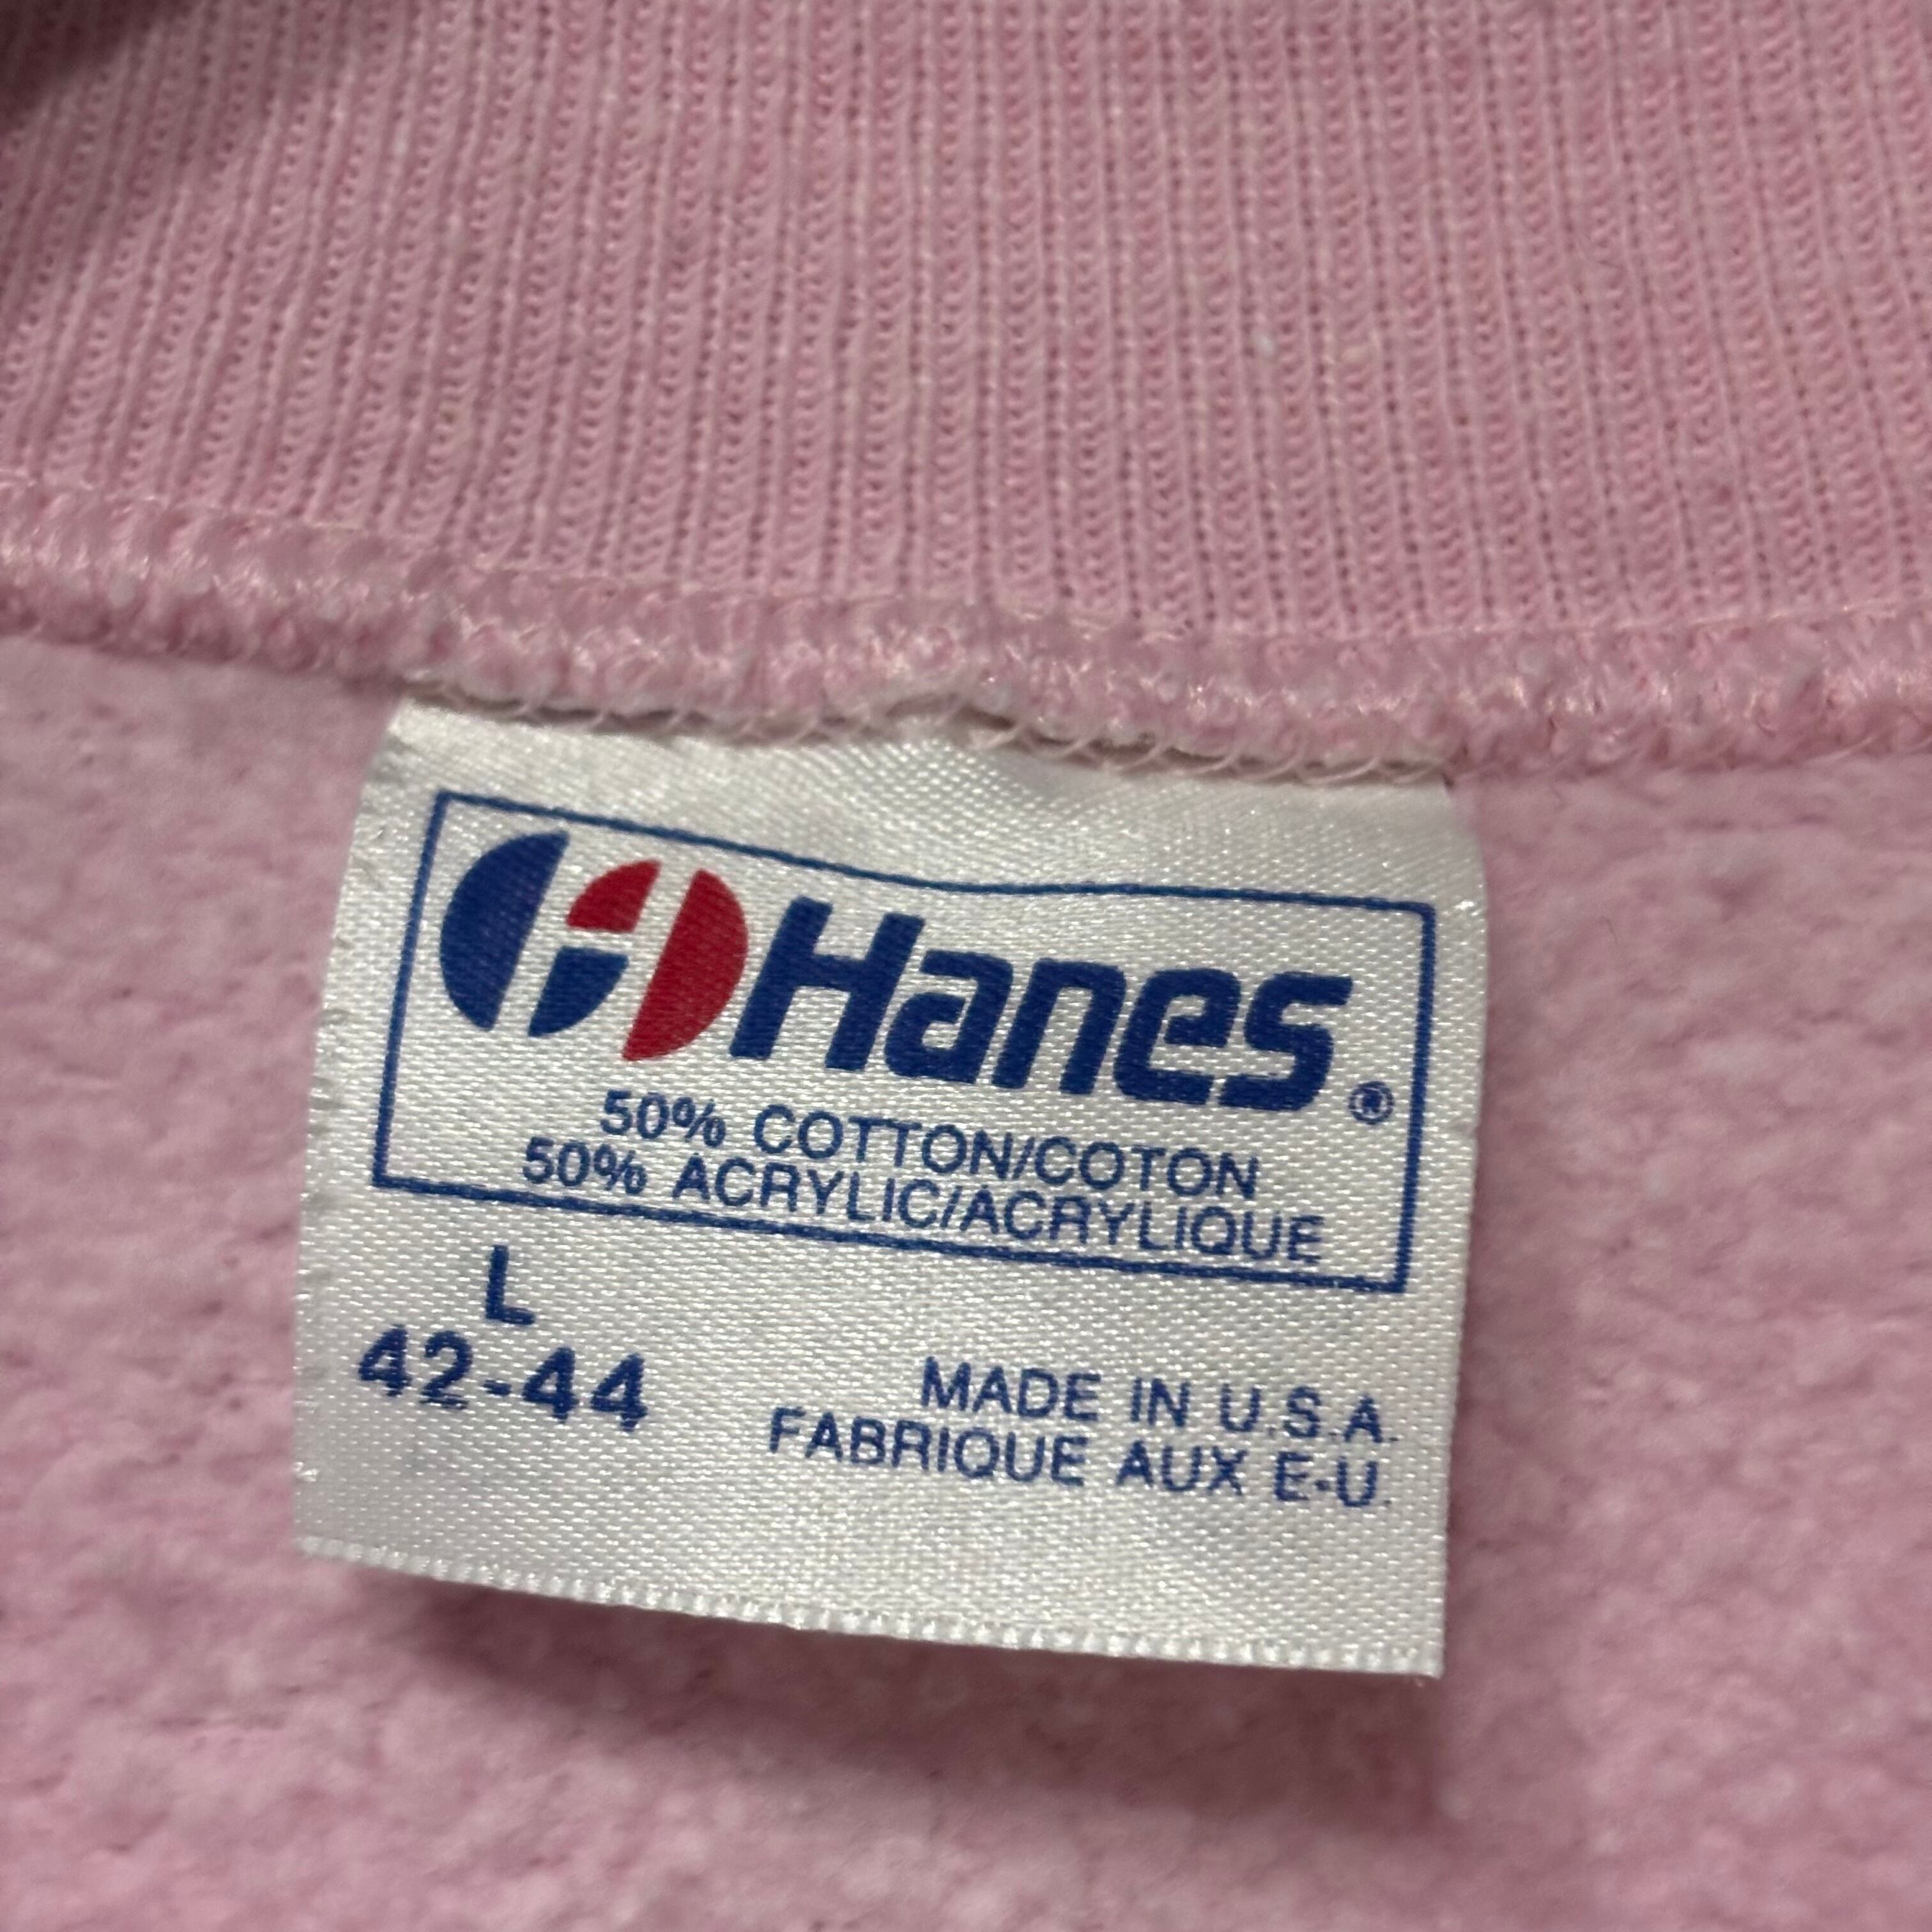 Hanes®
50% COTTON/COTON
50% ACRYLIC/ACRYLIQUE
L
42-44
MADE IN U.S.A.
FABRIQUE AUX E-U.